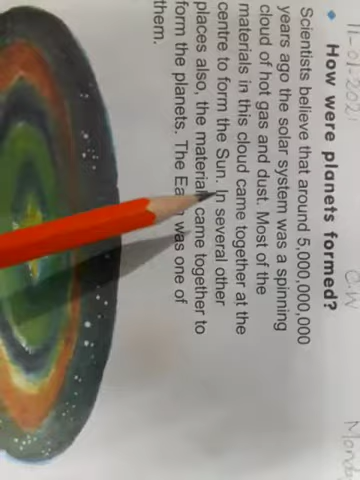 11-01-2021 CW Monday
How were planets formed?
Scientists believe that around 5,000,000,000
years ago the solar system was a spinning
cloud of hot gas and dust. Most of the
materials in this cloud came together at the
centre to form the Sun. In several other
places also, the material came together to
form the planets. The Earth was one of
them.